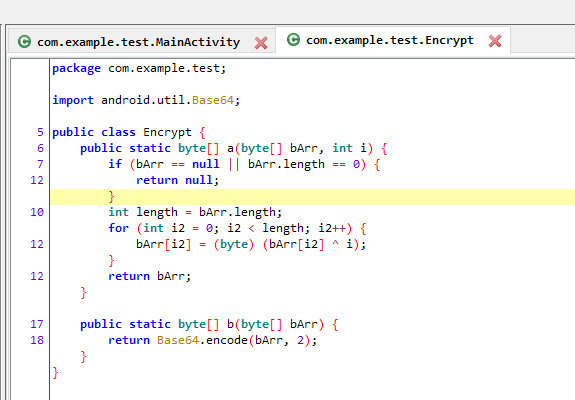 com.example.test.MainActivity com.example.test.Encrypt
package com.example.test;
import android.util.Base64;
5 public class Encrypt {
6 public static byte[] a(byte[] bArr, int i) {
7 if (bArr == null || bArr.length == 0) {
12 return null;
}
10 int length = bArr.length;
for (int i2 = 0; i2 < length; i2++) {
12 bArr[i2] = (byte) (bArr[i2] ^ i);
}
12 return bArr;
}
17 public static byte[] b(byte[] bArr) {
18 return Base64.encode(bArr, 2);
}
}